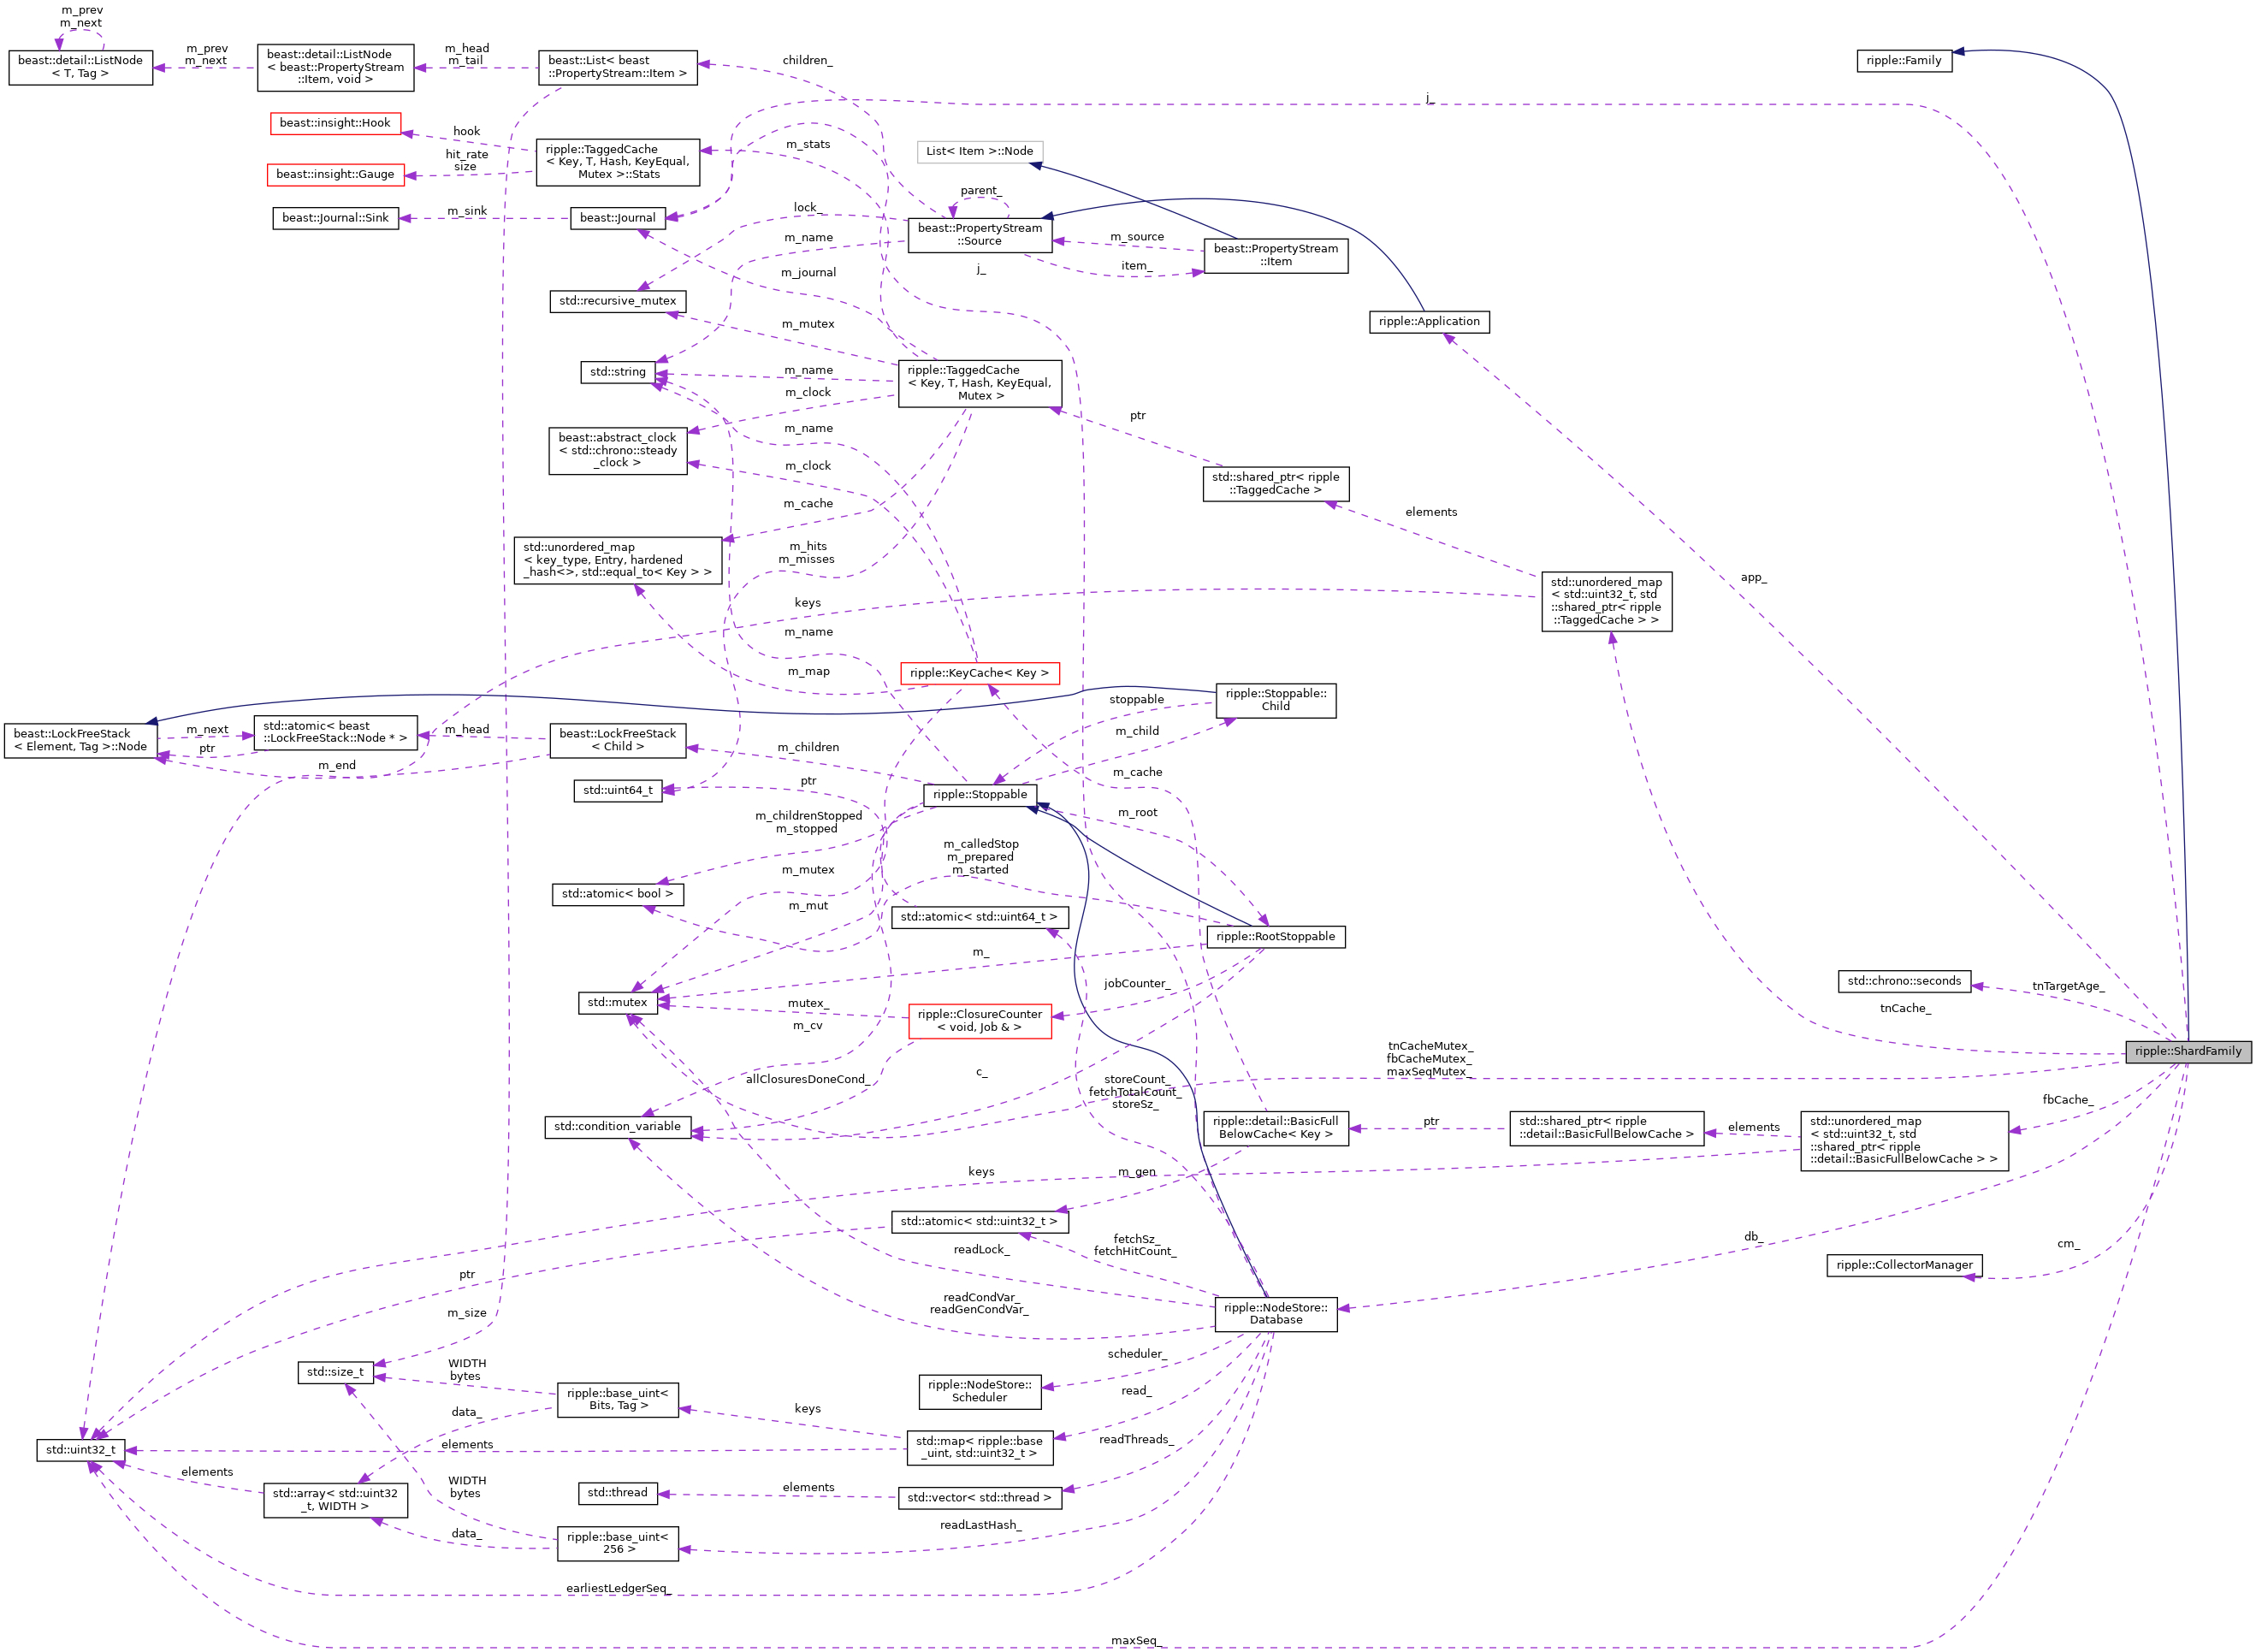 m_prev
m_next
beast::detail::ListNode
< T, Tag >
m_prev
m_next
beast::detail::ListNode
< beast::PropertyStream
::Item, void >
m_head
m_tail
beast::List< beast
::PropertyStream::Item >
children_
ripple::Family
j_
beast::insight::Hook
hook
hit_rate
size
beast::insight::Gauge
ripple::TaggedCache
< Key, T, Hash, KeyEqual,
Mutex >::Stats
m_stats
List< Item >::Node
beast::Journal::Sink
m_sink
beast::Journal
lock_
parent_
m_name
beast::PropertyStream
::Source
m_source
item_
beast::PropertyStream
::Item
j_
m_journal
std::recursive_mutex
m_mutex
ripple::Application
std::string
m_name
ripple::TaggedCache
< Key, T, Hash, KeyEqual,
Mutex >
m_clock
ptr
m_name
beast::abstract_clock
< std::chrono::steady
_clock >
m_clock
std::shared_ptr< ripple
::TaggedCache >
m_cache
elements
std::unordered_map
< key_type, Entry, hardened
_hash<>, std::equal_to< Key > >
m_hits
m_misses
app_
std::unordered_map
< std::uint32_t, std
::shared_ptr< ripple
::TaggedCache > >
keys
m_name
m_map
ripple::KeyCache< Key >
stoppable
ripple::Stoppable::
Child
beast::LockFreeStack
< Element, Tag >::Node
m_next
ptr
std::atomic< beast
::LockFreeStack::Node * >
m_head
beast::LockFreeStack
< Child >
m_children
m_child
m_end
m_cache
std::uint64_t
ptr
ripple::Stoppable
m_root
m_childrenStopped
m_stopped
m_calledStop
m_prepared
m_started
m_mutex
std::atomic< bool >
m_mut
std::atomic< std::uint64_t >
ripple::RootStoppable
m_
std::chrono::seconds
tnTargetAge_
jobCounter_
std::mutex
mutex_
m_cv
ripple::ClosureCounter
< void, Job & >
tnCache_
ripple::ShardFamily
tnCacheMutex_
fbCacheMutex_
maxSeqMutex_
allClosuresDoneCond_
c_
storeCount_
fetchTotalCount_
storeSz_
fbCache_
std::condition_variable
ripple::detail::BasicFull
BelowCache< Key >
ptr
std::shared_ptr< ripple
::detail::BasicFullBelowCache >
elements
std::unordered_map
< std::uint32_t, std
::shared_ptr< ripple
::detail::BasicFullBelowCache > >
keys
m_gen
std::atomic< std::uint32_t >
fetchSz_
fetchHitCount_
readLock_
db_
cm_
ripple::CollectorManager
ptr
readCondVar_
readGenCondVar_
ripple::NodeStore::
Database
m_size
scheduler_
std::size_t
WIDTH
bytes
ripple::base_uint<
Bits, Tag >
ripple::NodeStore::
Scheduler
read_
data_
keys
std::uint32_t
elements
std::map< ripple::base
_uint, std::uint32_t >
readThreads_
elements
std::array< std::uint32
_t, WIDTH >
WIDTH
bytes
std::thread
elements
std::vector< std::thread >
data_
ripple::base_uint<
256 >
readLastHash_
earliestLedgerSeq_
maxSeq_